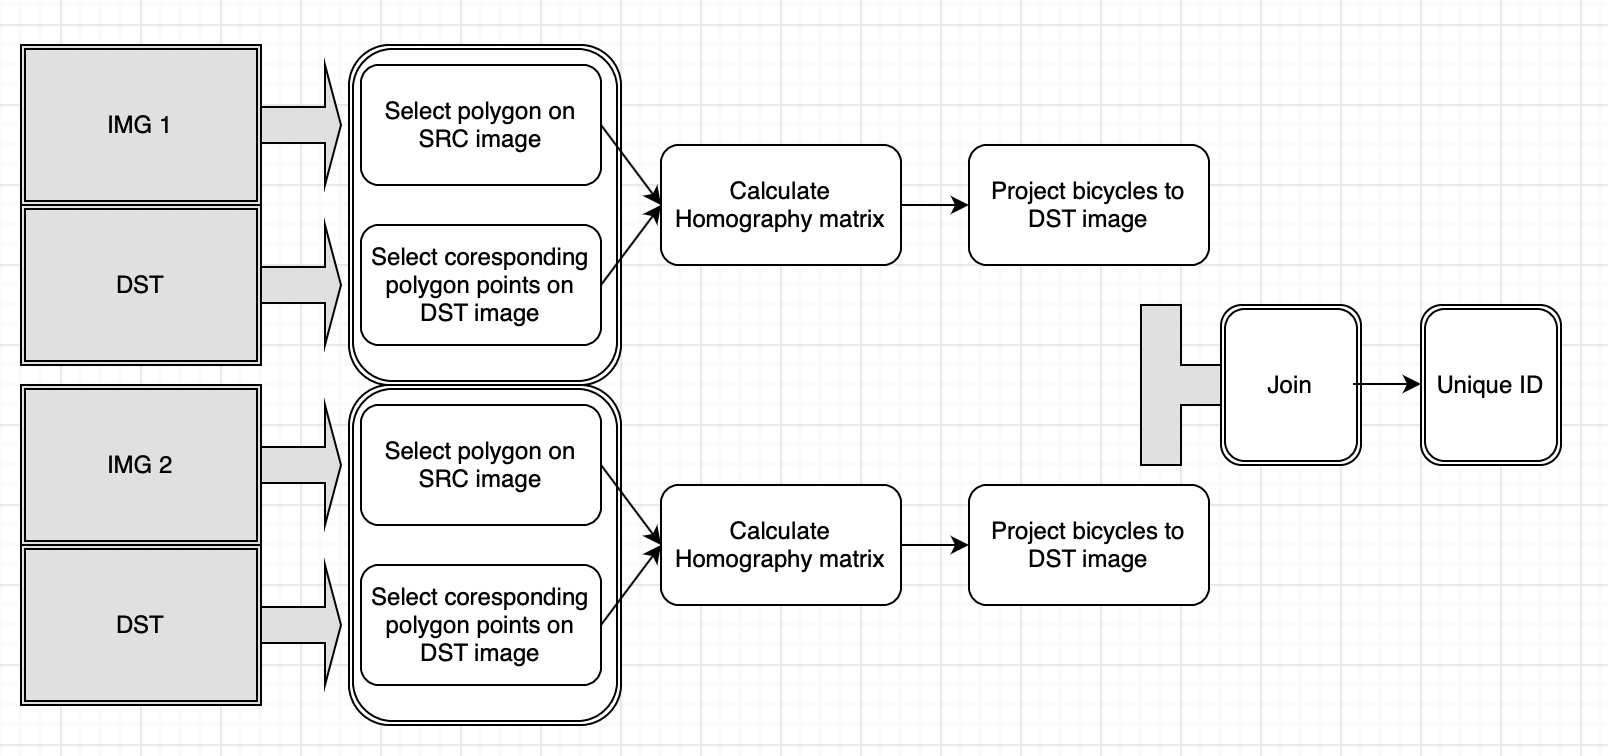 IMG 1
Select polygon on
SRC image
DST
Select coresponding
polygon points on
DST image
Calculate
Homography matrix
Project bicycles to
DST image
IMG 2
Select polygon on
SRC image
DST
Select coresponding
polygon points on
DST image
Calculate
Homography matrix
Project bicycles to
DST image
Join
Unique ID